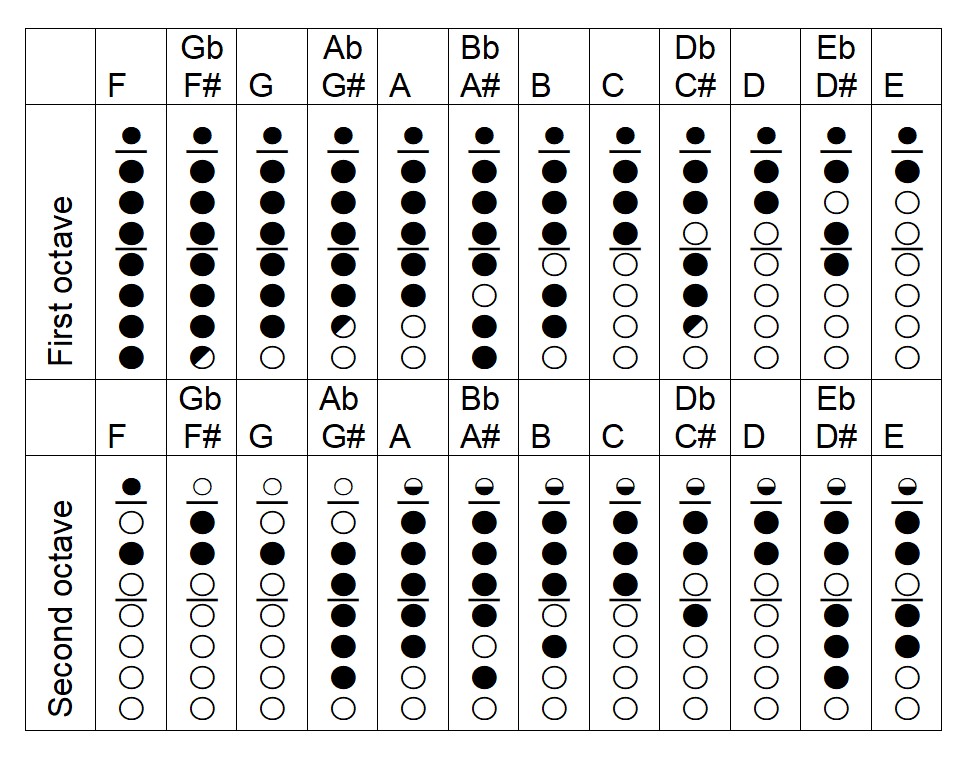 Gb Ab Bb Db Eb
F F# G G# A A# B C C# D D# E
First octave
Gb Ab Bb Db Eb
F F# G G# A A# B C C# D D# E
Second octave